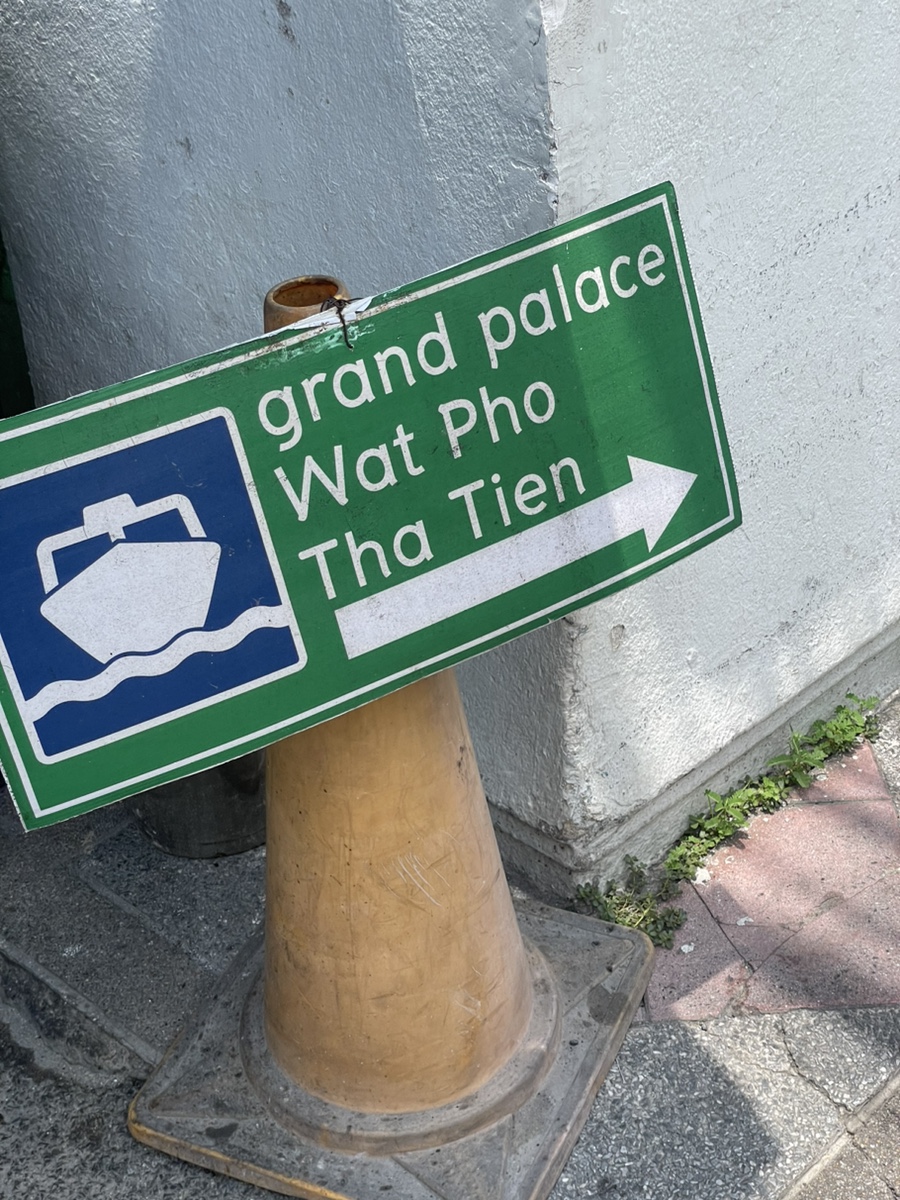 grand palace
Wat Pho
Tha Tien